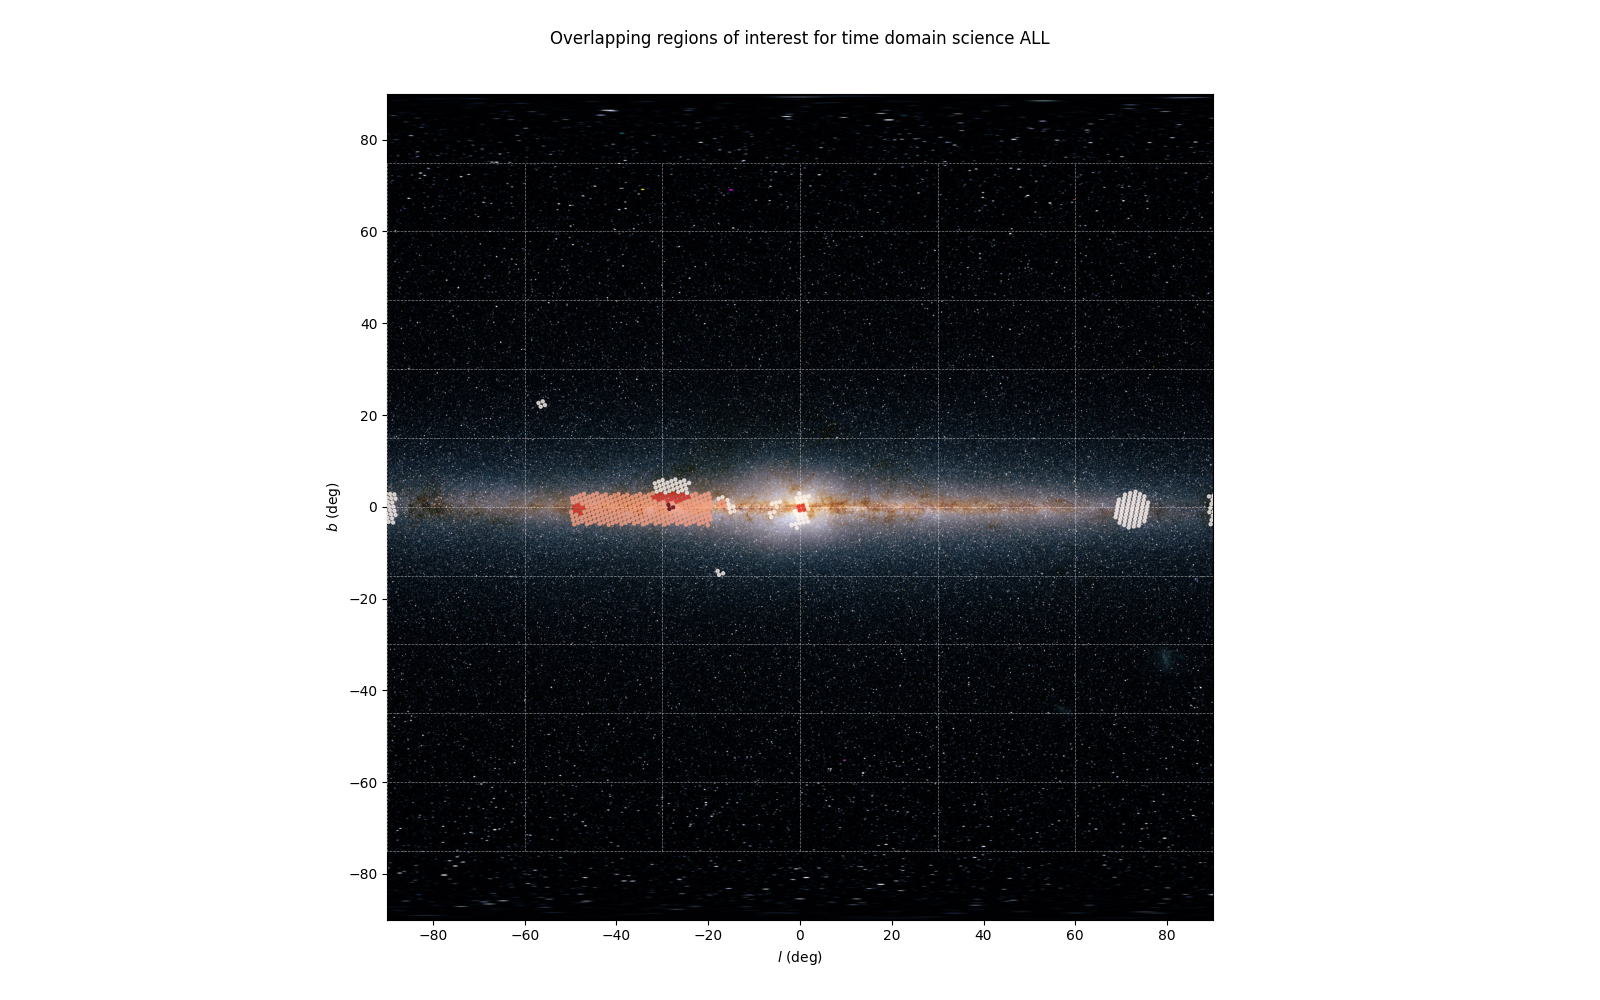 Overlapping regions of interest for time domain science ALL
80
60
40
20
0
−20
−40
−60
−80
b (deg)
−80 −60 −40 −20 0 20 40 60 80
l (deg)